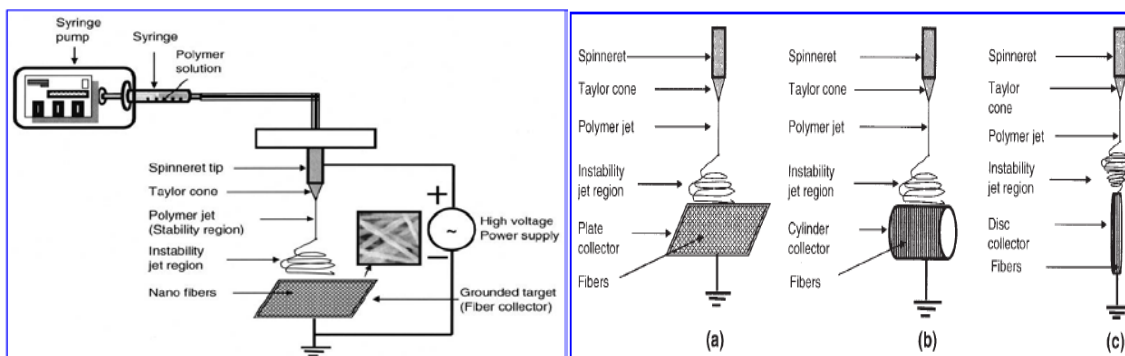 Syringe
pump
Syringe
Polymer
solution
Spinneret tip
Taylor cone
Polymer jet
(Stability region)
Instability
jet region
Nano fibers
+
~
−
High voltage
Power supply
Grounded target
(Fiber collector)
Spinneret
Taylor cone
Polymer jet
Instability
jet region
Plate
collector
Fibers
(a)
Spinneret
Taylor cone
Polymer jet
Instability
jet region
Cylinder
collector
Fibers
(b)
Spinneret
Taylor
cone
Polymer jet
Instability
jet region
Disc
collector
Fibers
(c)